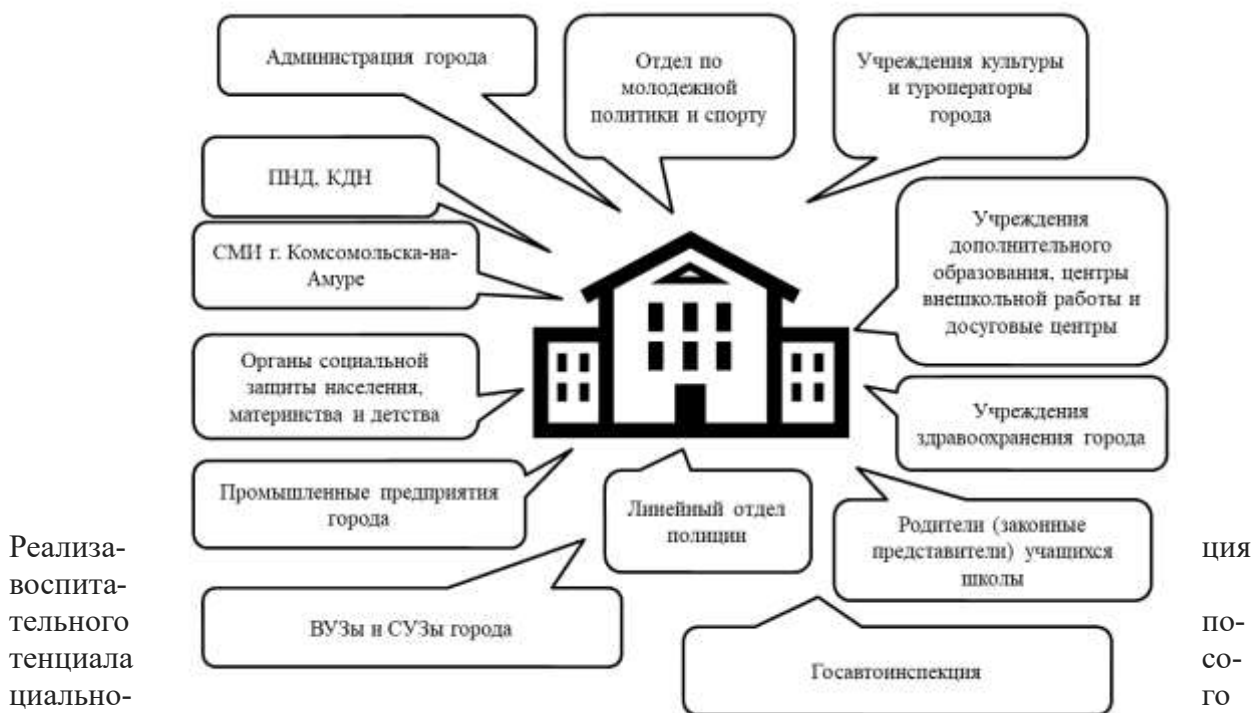 Администрация города
Отдел по
молодежной
политики и спорту
Учреждения культуры
и туроператоры
города
ПНД, КДН
СМИ г. Комсомольска-на-
Амуре
Учреждения
дополнительного
образования, центры
внешкольной работы и
досуговые центры
Органы социальной
защиты населения,
материнства и детства
Учреждения
здравоохранения города
Промышленные предприятия
города
Линейный отдел
полиции
Родители (законные
представители) учащихся
школы
ВУЗы и СУЗы города
Госавтоинспекция
Реализа- ция
воспита-
тельного по-
тенциала со-
циально- го